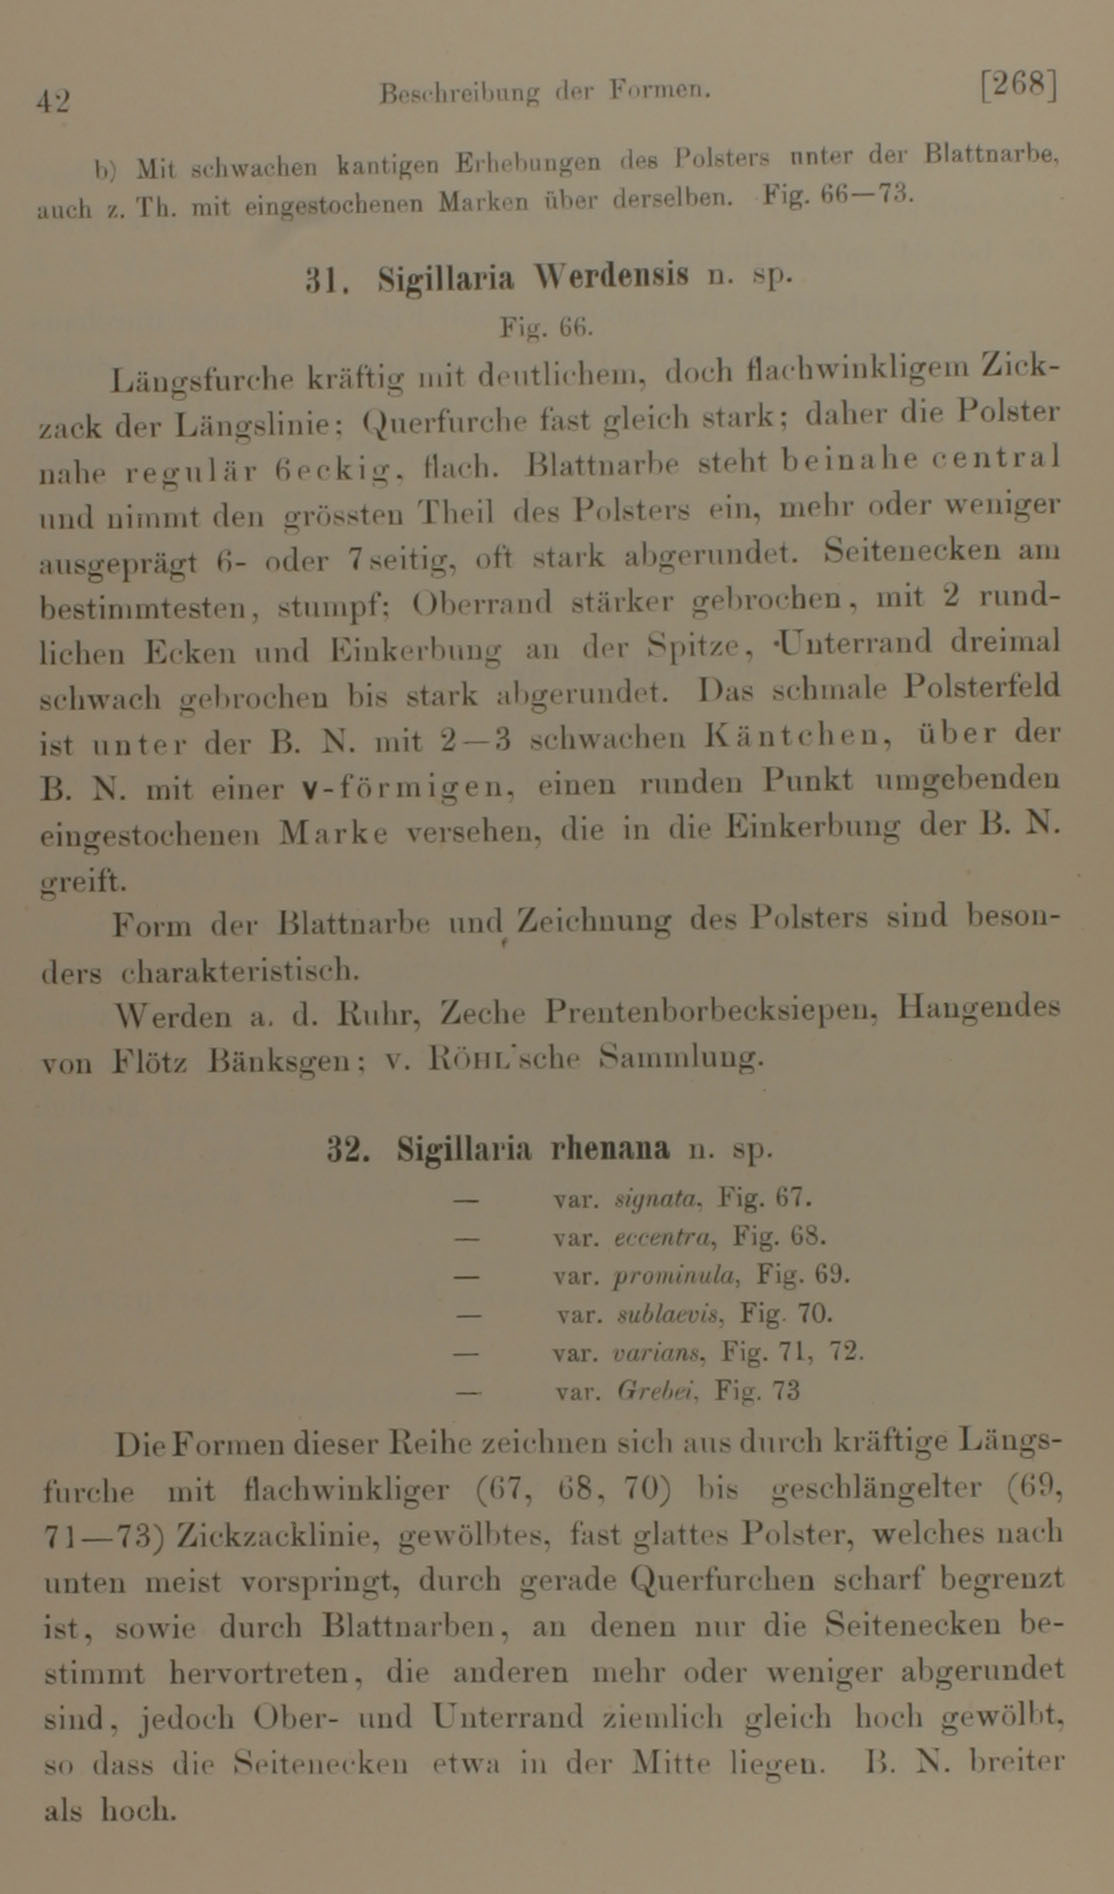 42 Beschreibung der Formen. [268]
b) Mit schwachen kantigen Erhebungen des Polsters unter der Blattnarbe,
auch z. Th. mit eingestochenen Marken über derselben. Fig. 66—73.
31. Sigillaria Werdensis n. sp.
Fig. 66.
Längsfurche kräftig mit deutlichem, doch flachwinkligem Zick-
zack der Längslinie; Querfurche fast gleich stark; daher die Polster
nahe regulär 6eckig, flach. Blattnarbe steht beinahe central
und nimmt den grössten Theil des Polsters ein, mehr oder weniger
ausgeprägt 6- oder 7seitig, oft stark abgerundet. Seitenecken am
bestimmtesten, stumpf; Oberrand stärker gebrochen, mit 2 rund-
lichen Ecken und Einkerbung an der Spitze, Unterrand dreimal
schwach gebrochen bis stark abgerundet. Das schmale Polsterfeld
ist unter der B. N. mit 2—3 schwachen Käntchen, über der
B. N. mit einer v-förmigen, einen runden Punkt umgebenden
eingestochenen Marke versehen, die in die Einkerbung der B. N.
greift.
Form der Blattnarbe und Zeichnung des Polsters sind beson-
ders charakteristisch.
Werden a. d. Ruhr, Zeche Prentenborbecksiepen, Hangendes
von Flötz Bänksgen; v. RÖHL'sche Sammlung.
32. Sigillaria rhenana n. sp.
— var. signata, Fig. 67.
— var. eccentra, Fig. 68.
— var. prominula, Fig. 69.
— var. sublaevis, Fig. 70.
— var. varians, Fig. 71, 72.
— var. Grebei, Fig. 73
Die Formen dieser Reihe zeichnen sich aus durch kräftige Längs-
furche mit flachwinkliger (67, 68, 70) bis geschlängelter (69,
71—73) Zickzacklinie, gewölbtes, fast glattes Polster, welches nach
unten meist vorspringt, durch gerade Querfurchen scharf begrenzt
ist, sowie durch Blattnarben, an denen nur die Seitenecken be-
stimmt hervortreten, die anderen mehr oder weniger abgerundet
sind, jedoch Ober- und Unterrand ziemlich gleich hoch gewölbt,
so dass die Seitenecken etwa in der Mitte liegen. B. N. breiter
als hoch.